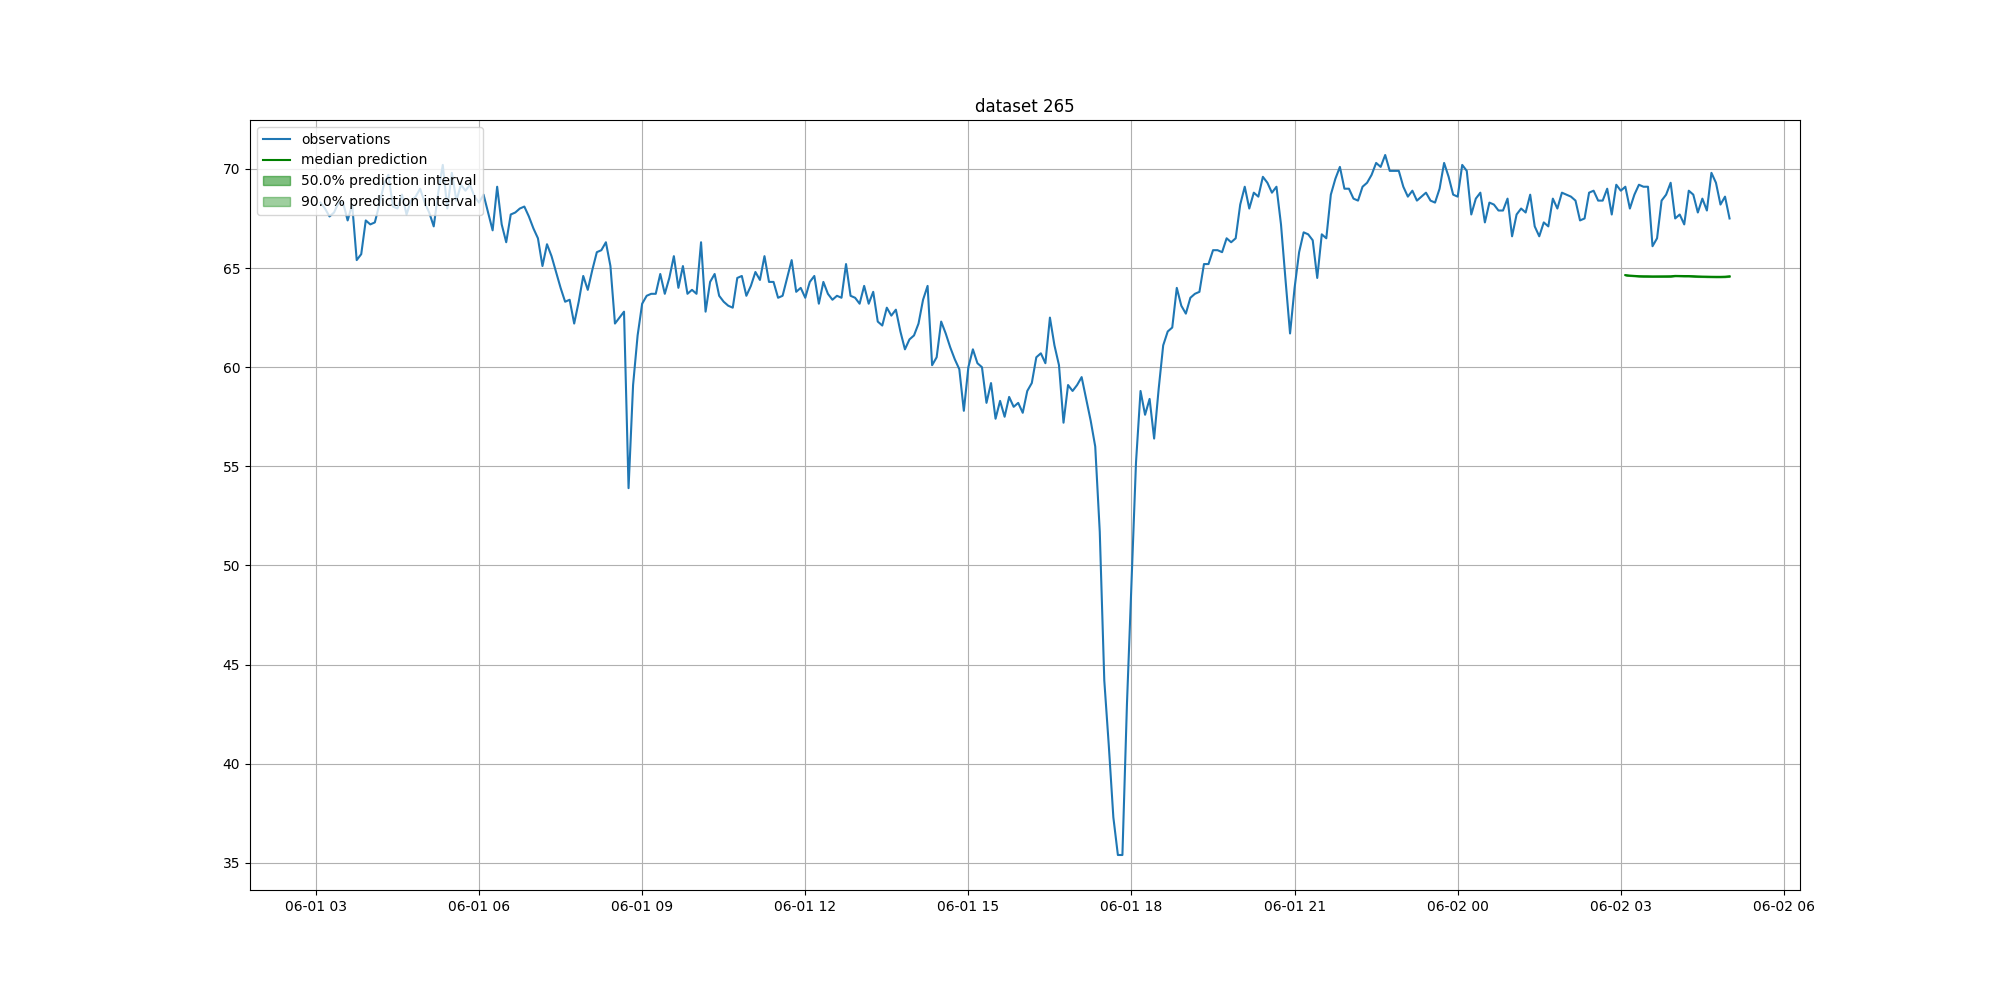 dataset 265
observations
median prediction
50.0% prediction interval
90.0% prediction interval
70
65
60
55
50
45
40
35
06-01 03 06-01 06 06-01 09 06-01 12 06-01 15 06-01 18 06-01 21 06-02 00 06-02 03 06-02 06